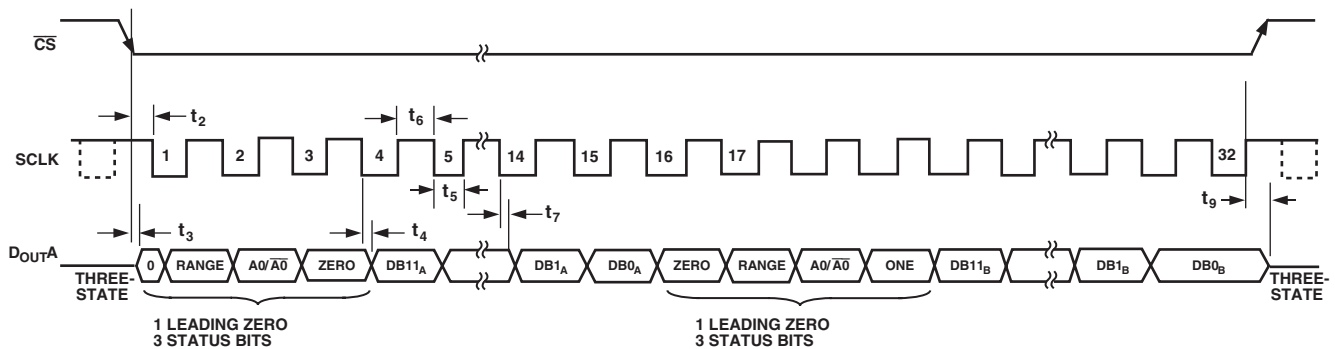 CS
t2
t6
SCLK
1 2 3 4 5 14 15 16 17 32
t5
t7
t9
t3
t4
DOUTA
0 RANGE A0/A0 ZERO DB11A DB1A DB0A ZERO RANGE A0/A0 ONE DB11B DB1B DB0B
THREE-
STATE
THREE-
STATE
1 LEADING ZERO
3 STATUS BITS
1 LEADING ZERO
3 STATUS BITS